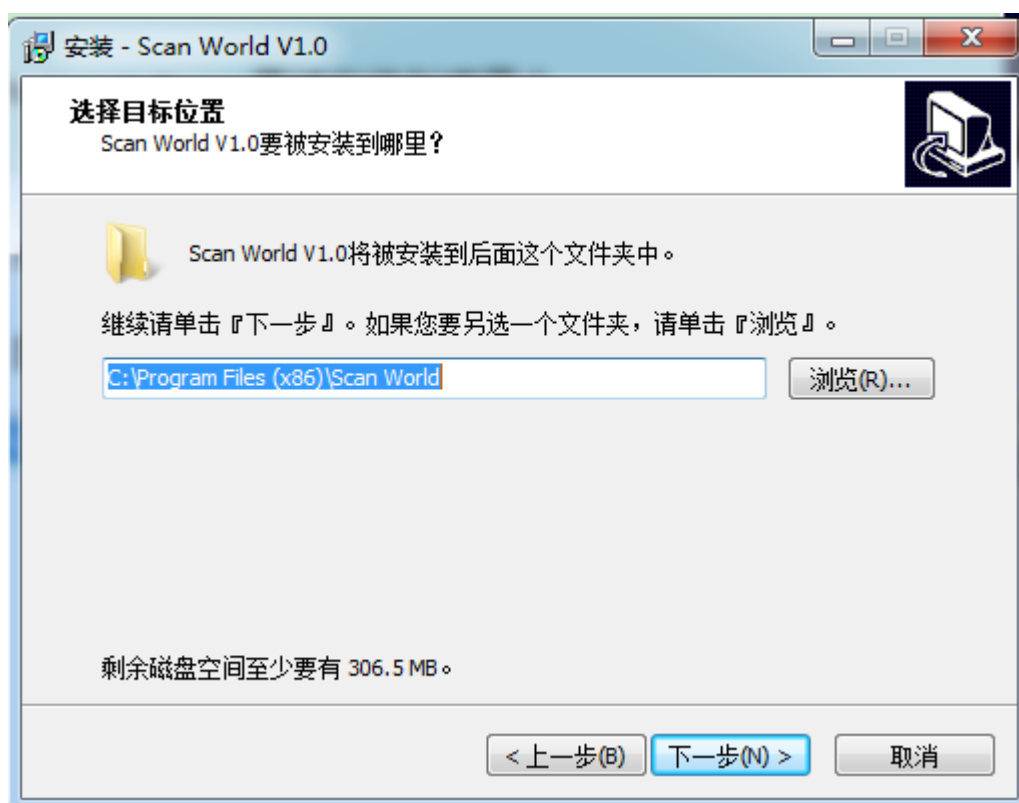 安装 - Scan World V1.0
选择目标位置
Scan World V1.0要被安装到哪里?
Scan World V1.0将被安装到后面这个文件夹中。
继续请单击『下一步』。如果您要另选一个文件夹，请单击『浏览』。
C:\Program Files (x86)\Scan World
浏览(R)...
剩余磁盘空间至少要有 306.5 MB。
< 上一步(B) 下一步(N) > 取消